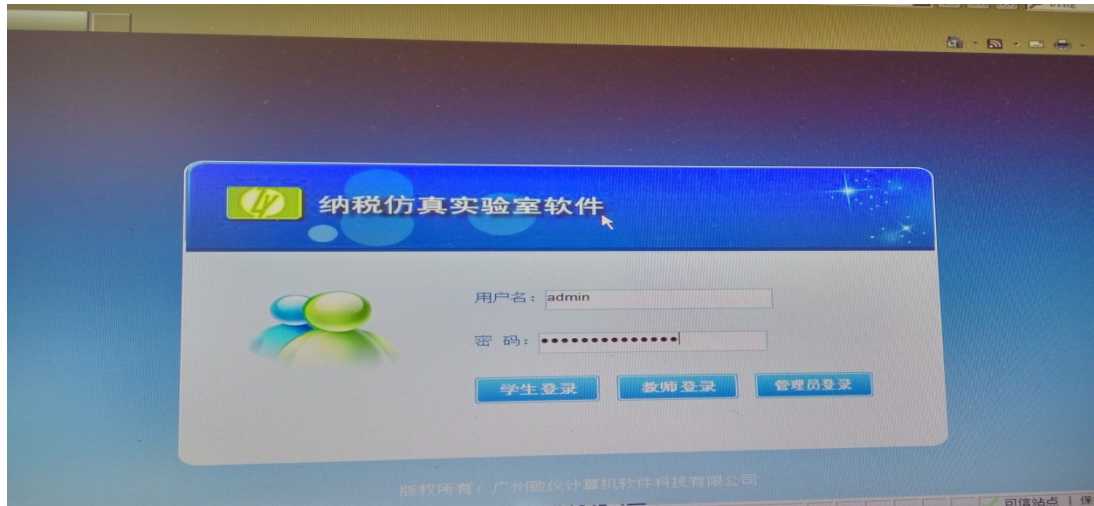 纳税仿真实验室软件
用户名: admin
密 码: ••••••••••••••
学生登录 教师登录 管理员登录
版权所有:广州致仪计算机软件科技有限公司
可信站点 | 保